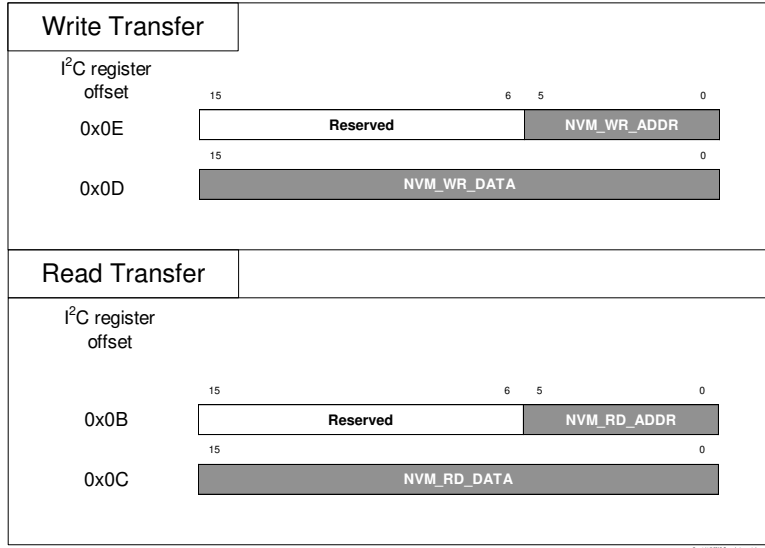 Write Transfer
I²C register
offset
15 6 5 0
0x0E Reserved NVM_WR_ADDR
15 0
0x0D NVM_WR_DATA
Read Transfer
I²C register
offset
15 6 5 0
0x0B Reserved NVM_RD_ADDR
15 0
0x0C NVM_RD_DATA